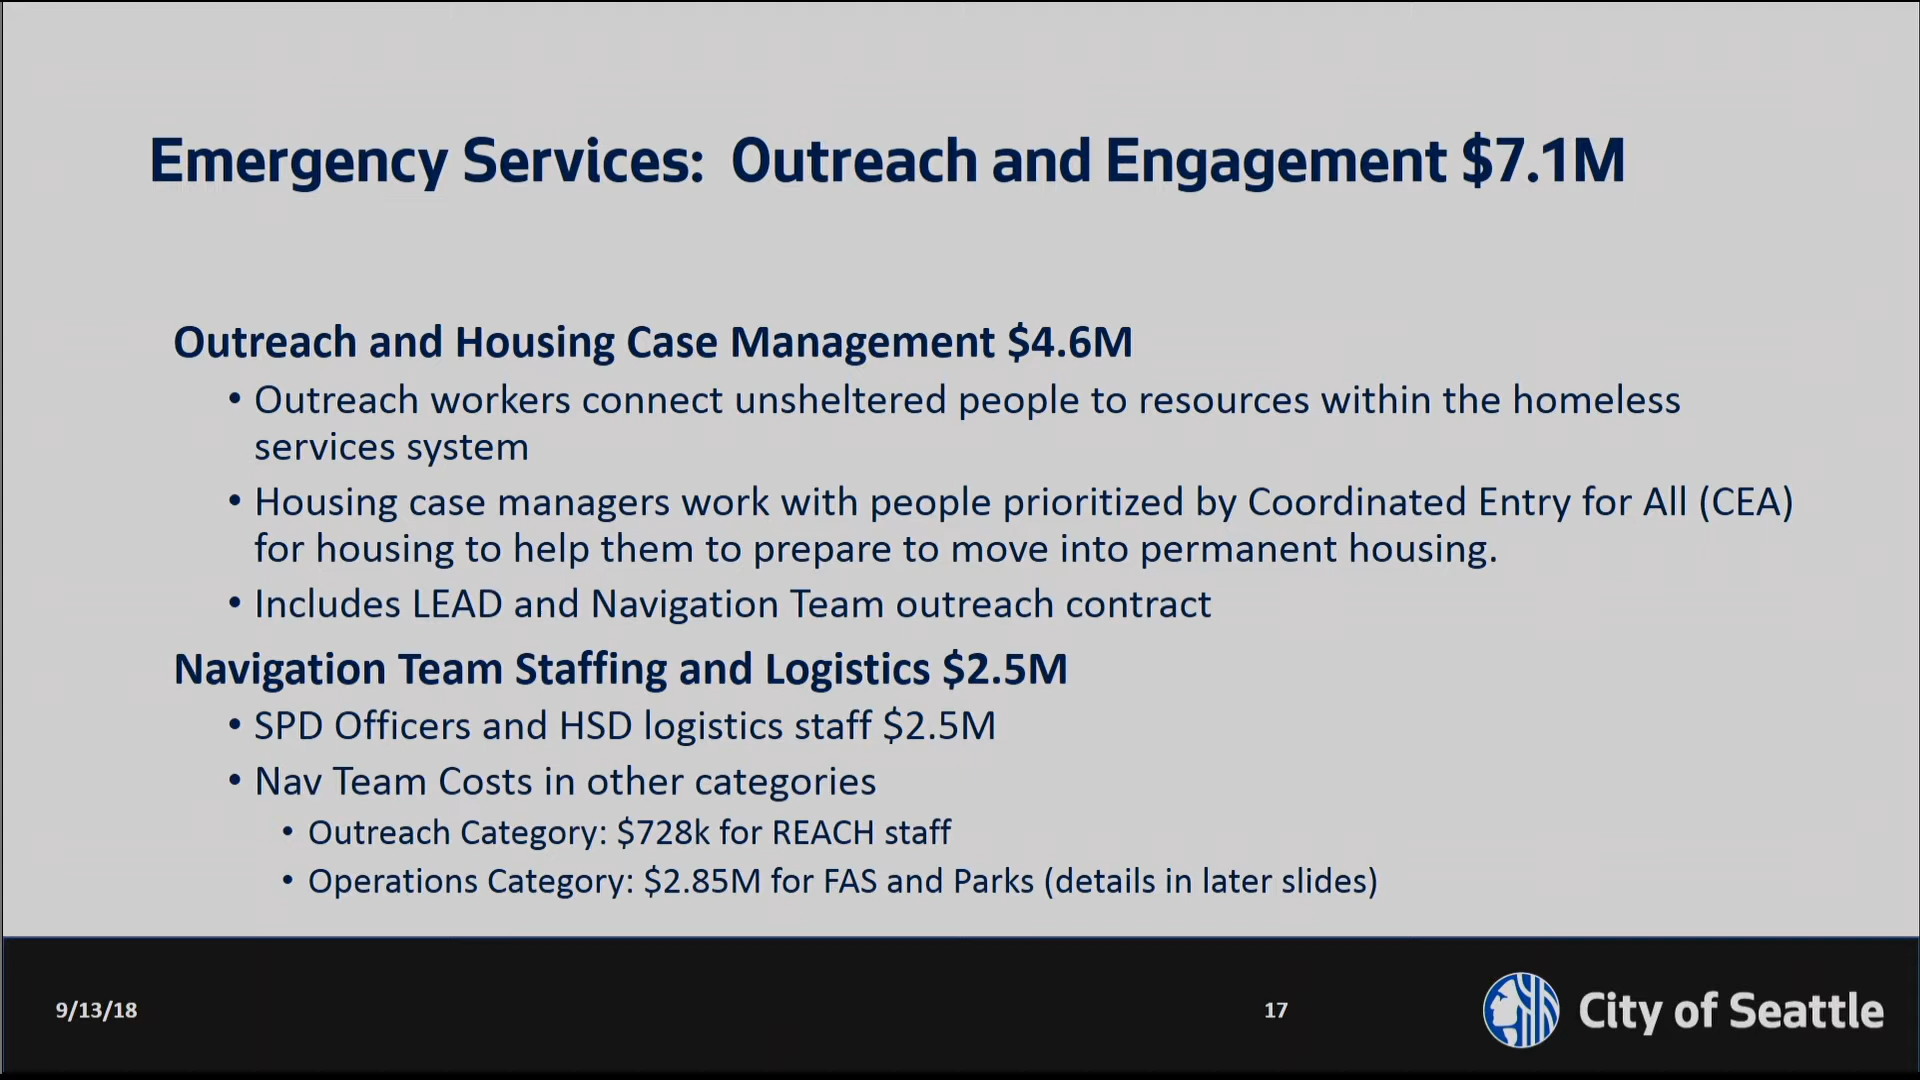 Emergency Services: Outreach and Engagement $7.1M
Outreach and Housing Case Management $4.6M
• Outreach workers connect unsheltered people to resources within the homeless
services system
• Housing case managers work with people prioritized by Coordinated Entry for All (CEA)
for housing to help them to prepare to move into permanent housing.
• Includes LEAD and Navigation Team outreach contract
Navigation Team Staffing and Logistics $2.5M
• SPD Officers and HSD logistics staff $2.5M
• Nav Team Costs in other categories
• Outreach Category: $728k for REACH staff
• Operations Category: $2.85M for FAS and Parks (details in later slides)
9/13/18
17
City of Seattle